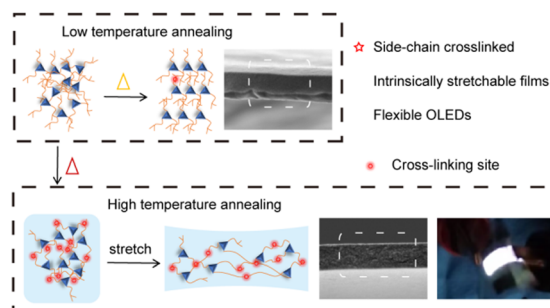 Low temperature annealing
Side-chain crosslinked
Intrinsically stretchable films
Flexible OLEDs
Cross-linking site
High temperature annealing
stretch